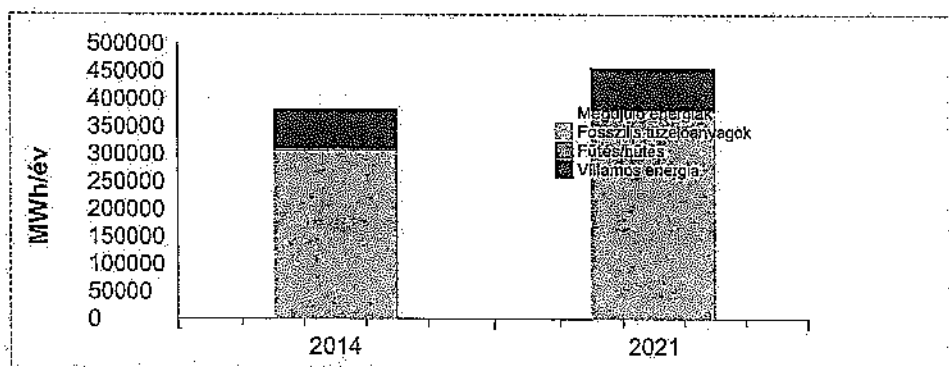 500000
450000
400000
350000
300000
250000
200000
150000
100000
50000
0
MWh/év
Megújuló energiák
Fosszilis tüzelőanyagok
Fűtés/hűtés
Villamos energia
2014
2021